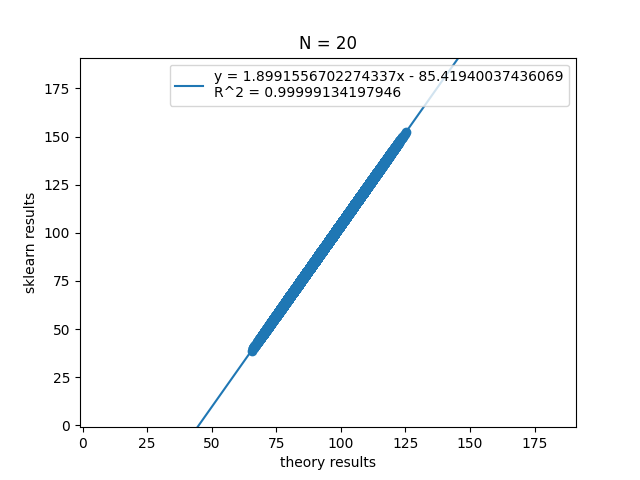 N = 20
y = 1.8991556702274337x - 85.41940037436069
R^2 = 0.99999134197946
175
150
125
100
75
50
25
0
sklearn results
0 25 50 75 100 125 150 175
theory results